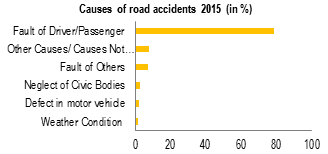 Causes of road accidents 2015 (in %)
Fault of Driver/Passenger
Other Causes/ Causes Not...
Fault of Others
Neglect of Civic Bodies
Defect in motor vehicle
Weather Condition
0 20 40 60 80 100